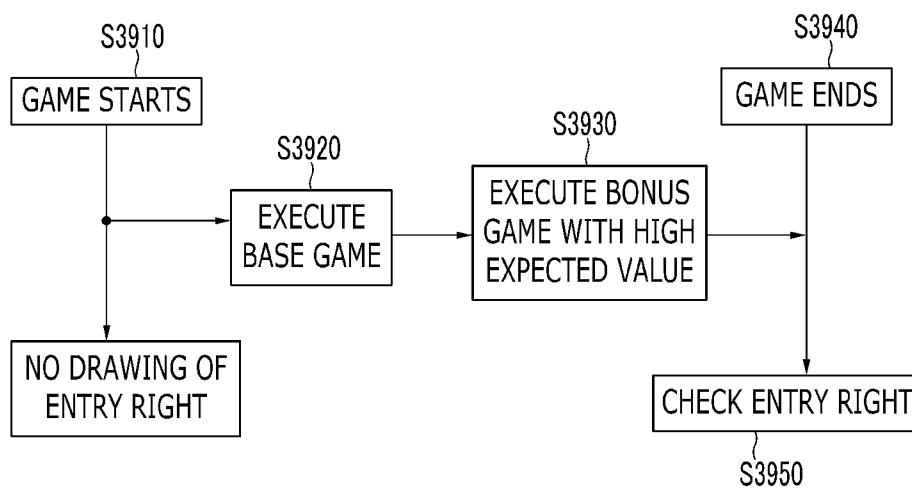 S3910
GAME STARTS
S3920
EXECUTE
BASE GAME
S3930
EXECUTE BONUS
GAME WITH HIGH
EXPECTED VALUE
S3940
GAME ENDS
NO DRAWING OF
ENTRY RIGHT
CHECK ENTRY RIGHT
S3950